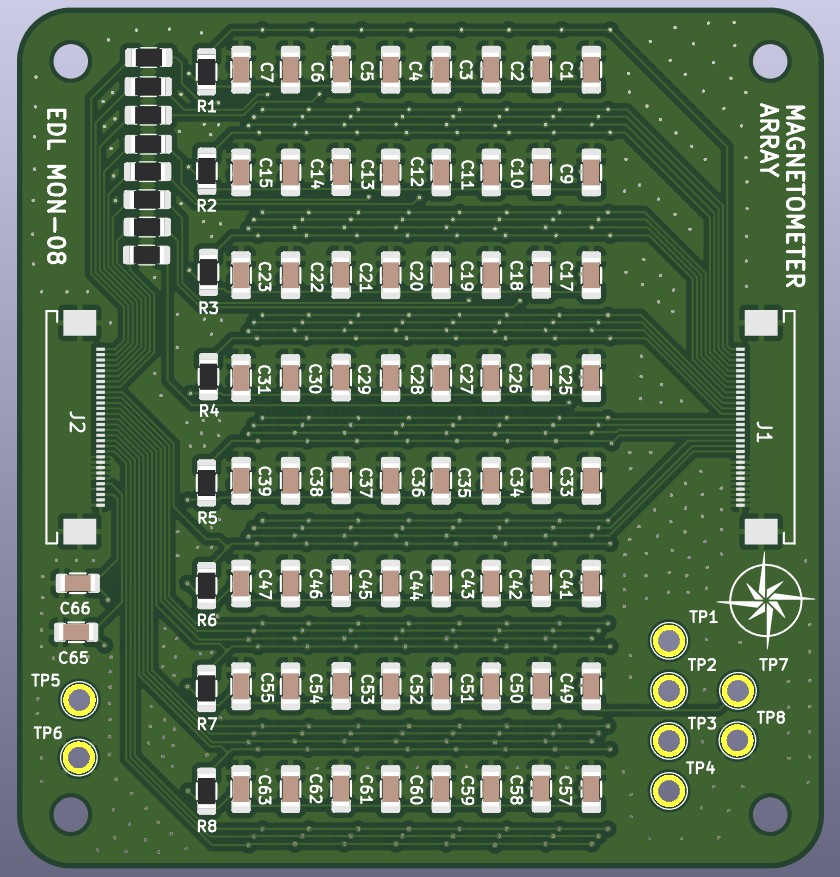 C7 C6 C5 C4 C3 C2 C1
R1
EDL MON-08
MAGNETOMETER
ARRAY
C15 C14 C13 C12 C11 C10 C9
R2
C23 C22 C21 C20 C19 C18 C17
R3
C31 C30 C29 C28 C27 C26 C25
R4
J2
J1
C39 C38 C37 C36 C35 C34 C33
R5
C47 C46 C45 C44 C43 C42 C41
R6
C66
C65
TP1
TP2
TP7
TP5
C55 C54 C53 C52 C51 C50 C49
R7
TP3
TP8
TP6
TP4
C63 C62 C61 C60 C59 C58 C57
R8